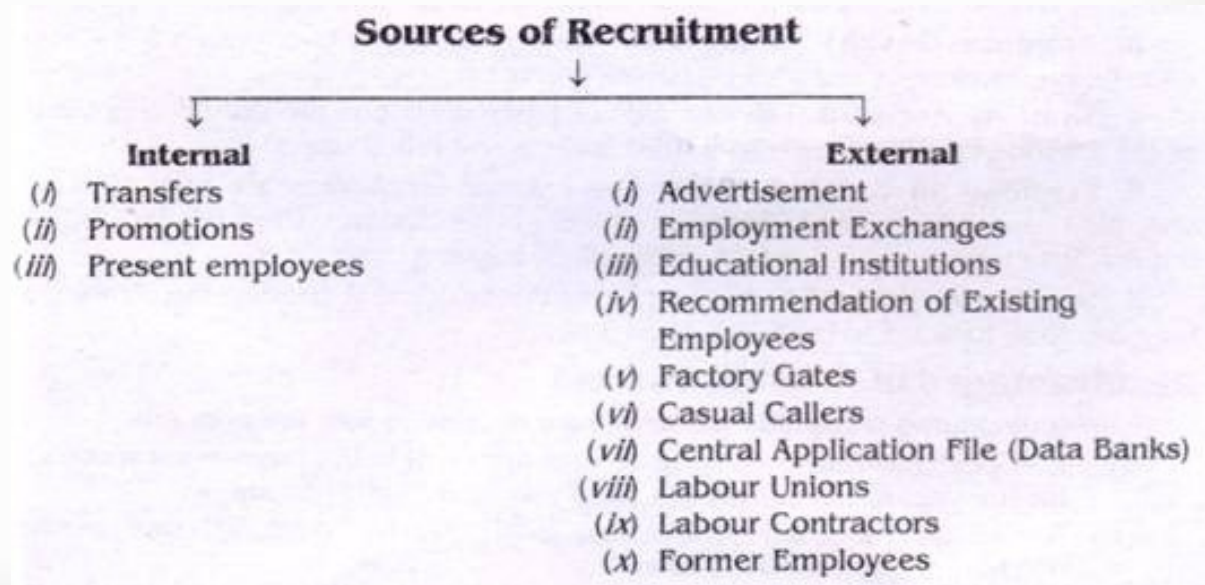 Sources of Recruitment
Internal
(i) Transfers
(ii) Promotions
(iii) Present employees
External
(i) Advertisement
(ii) Employment Exchanges
(iii) Educational Institutions
(iv) Recommendation of Existing
Employees
(v) Factory Gates
(vi) Casual Callers
(vii) Central Application File (Data Banks)
(viii) Labour Unions
(ix) Labour Contractors
(x) Former Employees